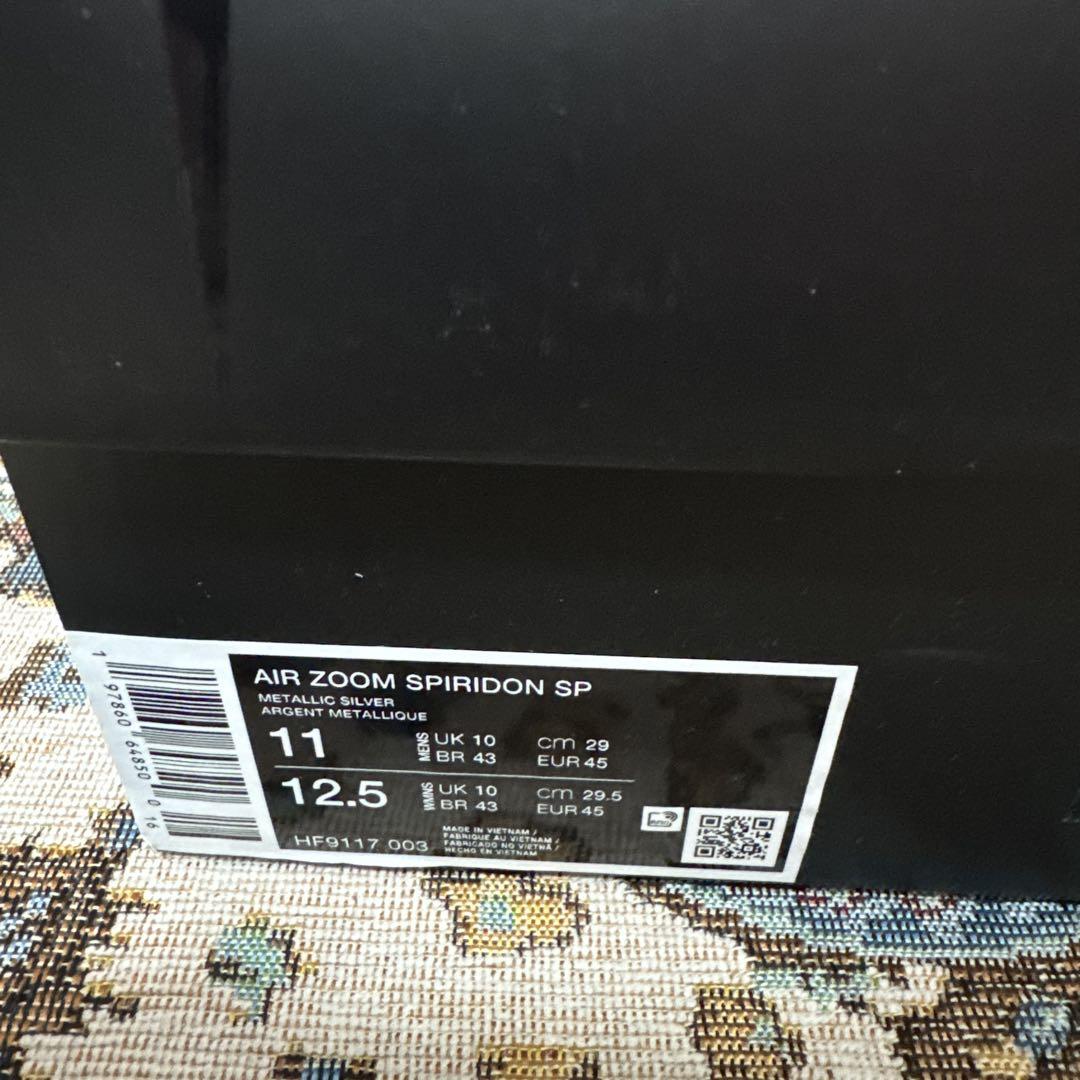 AIR ZOOM SPIRIDON SP
METALLIC SILVER
ARGENT METALLIQUE
11 MENS UK 10 cm 29
BR 43 EUR 45
12.5 WMNS UK 10 cm 29.5
BR 43 EUR 45
HF9117 003
MADE IN VIETNAM /
FABRIQUE AU VIETNAM /
FABRICADO NO VIETNÃ /
HECHO EN VIETNAM
1 97860 64850 0 16